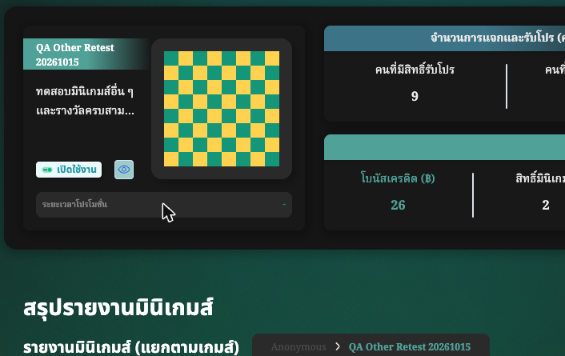 QA Other Retest
20261015
ทดสอบมินิเกมส์อื่น ๆ
และรางวัลครบสาม...
เปิดใช้งาน
ระยะเวลาโปรโมชั่น
-
จำนวนการแจกและรับโปร (ค
คนที่มีสิทธิ์รับโปร
9
คนที
โบนัสเครดิต (฿)
26
สิทธิ์มินิเกม
2
สรุปรายงานมินิเกมส์
รายงานมินิเกมส์ (แยกตามเกมส์)
Anonymous > QA Other Retest 20261015